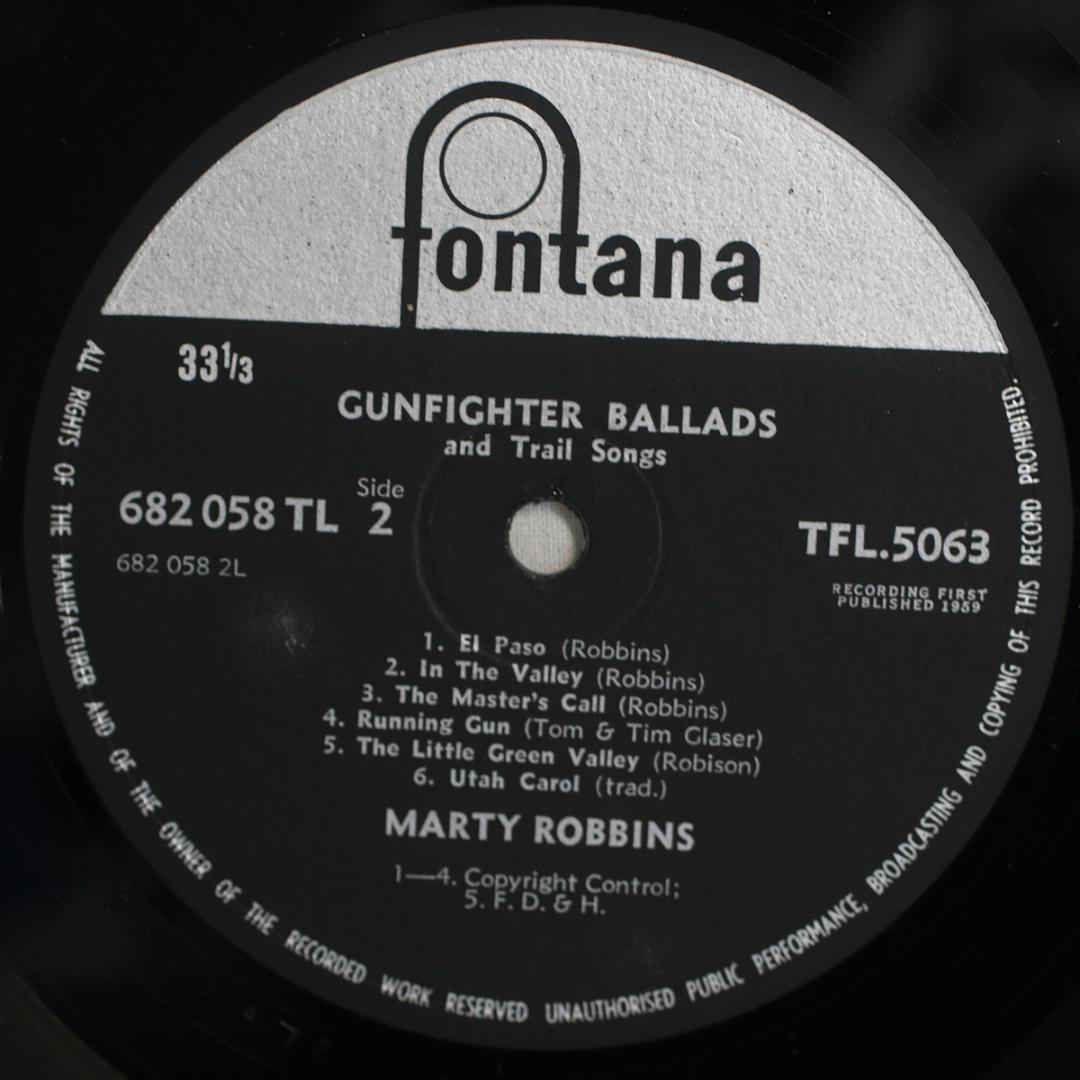 fontana
33 1/3
GUNFIGHTER BALLADS
and Trail Songs
Side
682 058 TL 2
TFL.5063
682 058 2L
RECORDING FIRST
PUBLISHED 1959
1. El Paso (Robbins)
2. In The Valley (Robbins)
3. The Master's Call (Robbins)
4. Running Gun (Tom & Tim Glaser)
5. The Little Green Valley (Robison)
6. Utah Carol (trad.)
MARTY ROBBINS
1—4. Copyright Control;
5. F. D. & H.
ALL RIGHTS OF THE MANUFACTURER AND OF THE OWNER OF THE RECORDED WORK RESERVED UNAUTHORISED PUBLIC PERFORMANCE, BROADCASTING AND COPYING OF THIS RECORD PROHIBITED.